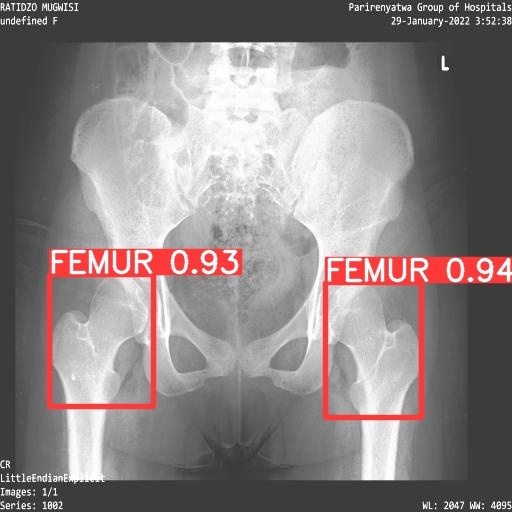 RATIDZO MUGWISI
undefined F
Parirenyatwa Group of Hospitals
29-January-2022 3:52:38
L
FEMUR 0.93
FEMUR 0.94
CR
LittleEndianExplicit
Images: 1/1
Series: 1002
WL: 2047 WW: 4095